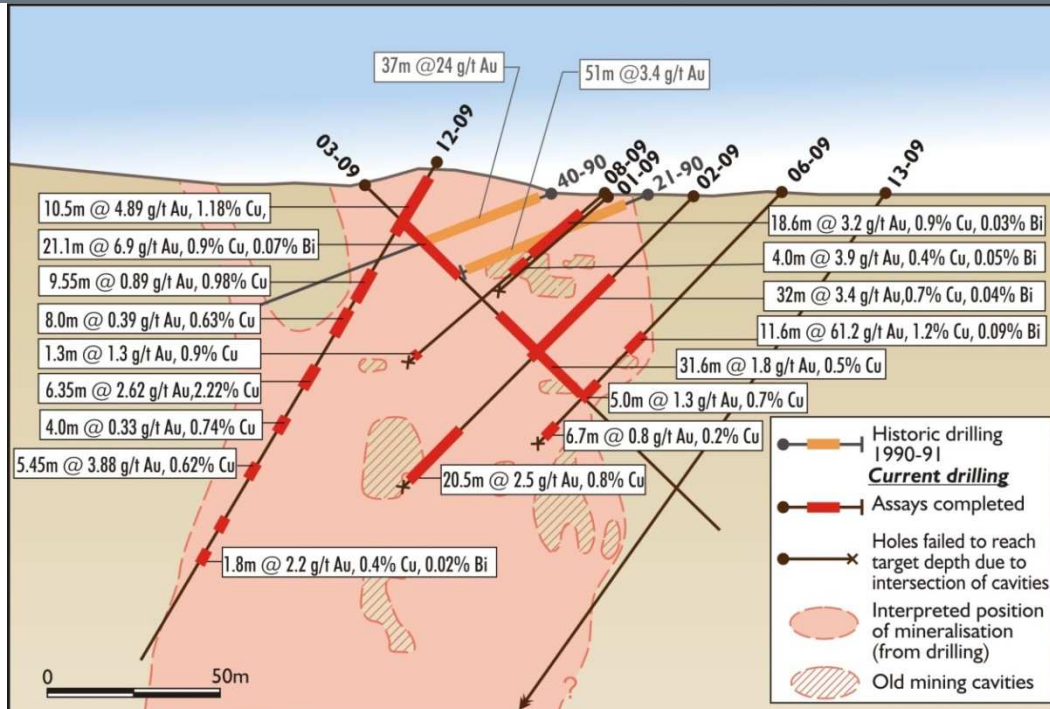 37m @24 g/t Au
51m @3.4 g/t Au
03-09
12-09
40-90
08-09
01-09
21-90
02-09
06-09
13-09
10.5m @ 4.89 g/t Au, 1.18% Cu,
21.1m @ 6.9 g/t Au, 0.9% Cu, 0.07% Bi
9.55m @ 0.89 g/t Au, 0.98% Cu
8.0m @ 0.39 g/t Au, 0.63% Cu
1.3m @ 1.3 g/t Au, 0.9% Cu
6.35m @ 2.62 g/t Au,2.22% Cu
4.0m @ 0.33 g/t Au, 0.74% Cu
5.45m @ 3.88 g/t Au, 0.62% Cu
1.8m @ 2.2 g/t Au, 0.4% Cu, 0.02% Bi
18.6m @ 3.2 g/t Au, 0.9% Cu, 0.03% Bi
4.0m @ 3.9 g/t Au, 0.4% Cu, 0.05% Bi
32m @ 3.4 g/t Au,0.7% Cu, 0.04% Bi
11.6m @ 61.2 g/t Au, 1.2% Cu, 0.09% Bi
31.6m @ 1.8 g/t Au, 0.5% Cu
5.0m @ 1.3 g/t Au, 0.7% Cu
6.7m @ 0.8 g/t Au, 0.2% Cu
20.5m @ 2.5 g/t Au, 0.8% Cu
?
0
50m
Historic drilling
1990-91
Current drilling
Assays completed
Holes failed to reach
target depth due to
intersection of cavities
Interpreted position
of mineralisation
(from drilling)
Old mining cavities